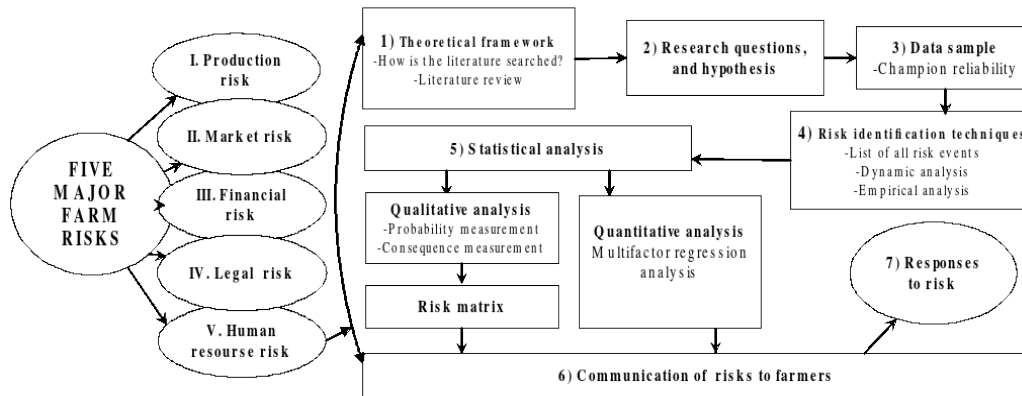 FIVE
MAJOR
FARM
RISKS
I. Production
risk
II. Market risk
III. Financial
risk
IV. Legal risk
V. Human
resourse risk
1) Theoretical framework
-How is the literature searched?
-Literature review
2) Research questions,
and hypothesis
3) Data sample
-Champion reliability
4) Risk identification techniques
-List of all risk events
-Dynamic analysis
-Empirical analysis
5) Statistical analysis
Qualitative analysis
-Probability measurement
-Consequence measurement
Risk matrix
Quantitative analysis
Multifactor regression
analysis
6) Communication of risks to farmers
7) Responses
to risk